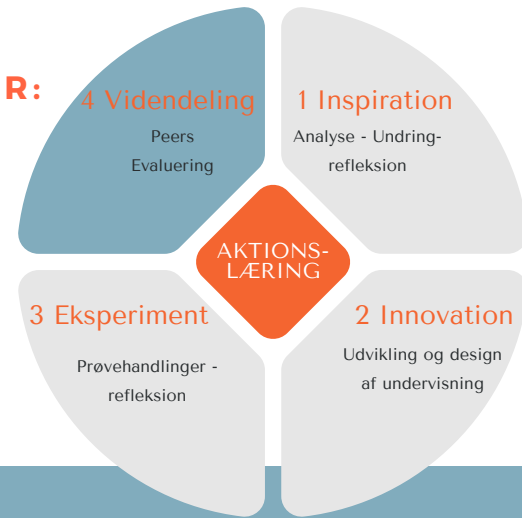 R:
4 Videndeling
Peers
Evaluering
1 Inspiration
Analyse - Undring-
refleksion
AKTIONS-
LÆRING
3 Eksperiment
Prøvehandlinger -
refleksion
2 Innovation
Udvikling og design
af undervisning